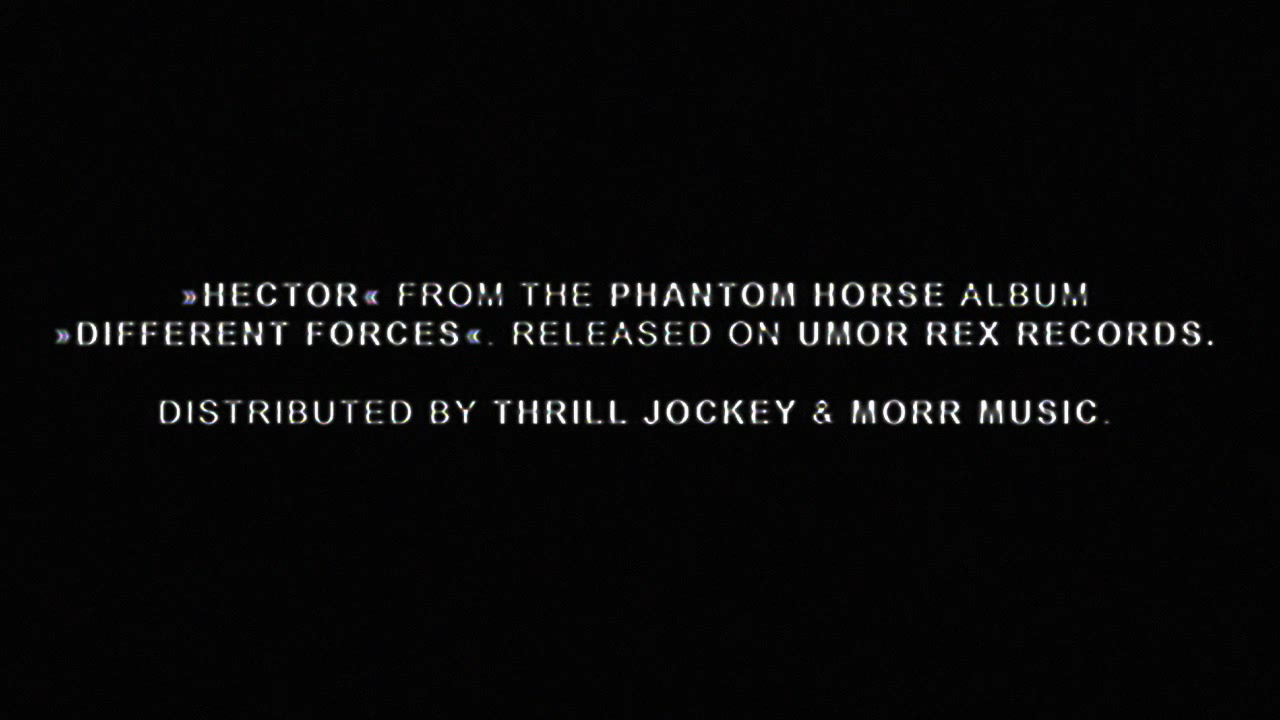 »HECTOR« FROM THE PHANTOM HORSE ALBUM
»DIFFERENT FORCES«. RELEASED ON UMOR REX RECORDS.
DISTRIBUTED BY THRILL JOCKEY & MORR MUSIC.